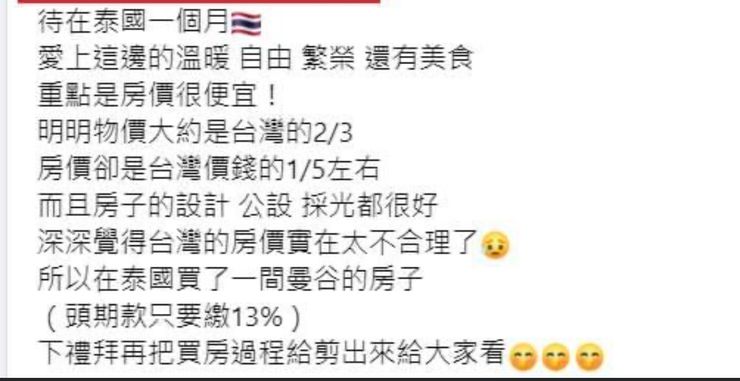 待在泰國一個月🇹🇭
愛上這邊的溫暖 自由 繁榮 還有美食
重點是房價很便宜！
明明物價大約是台灣的2/3
房價卻是台灣價錢的1/5左右
而且房子的設計 公設 採光都很好
深深覺得台灣的房價實在太不合理了😥
所以在泰國買了一間曼谷的房子
（頭期款只要繳13%）
下禮拜再把買房過程給剪出來給大家看😁😁😁